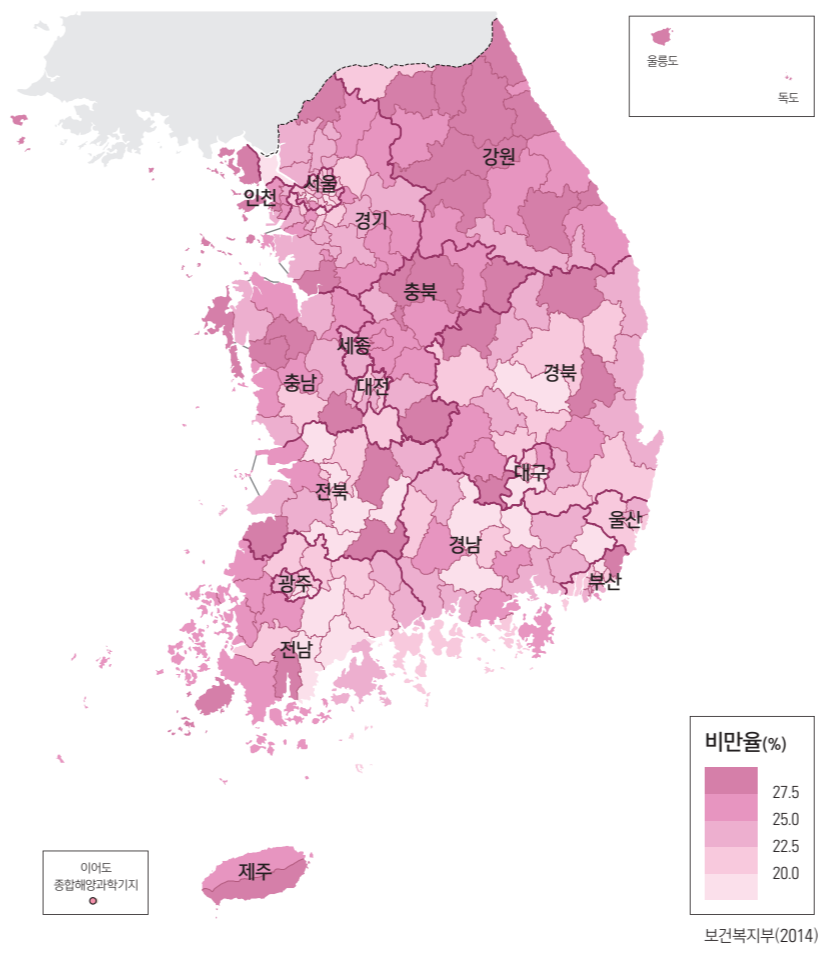 울릉도
독도
강원
서울
인천
경기
충북
세종
충남
대전
경북
대구
전북
울산
경남
광주
부산
전남
제주
이어도
종합해양과학기지
비만율(%)
27.5
25.0
22.5
20.0
보건복지부(2014)